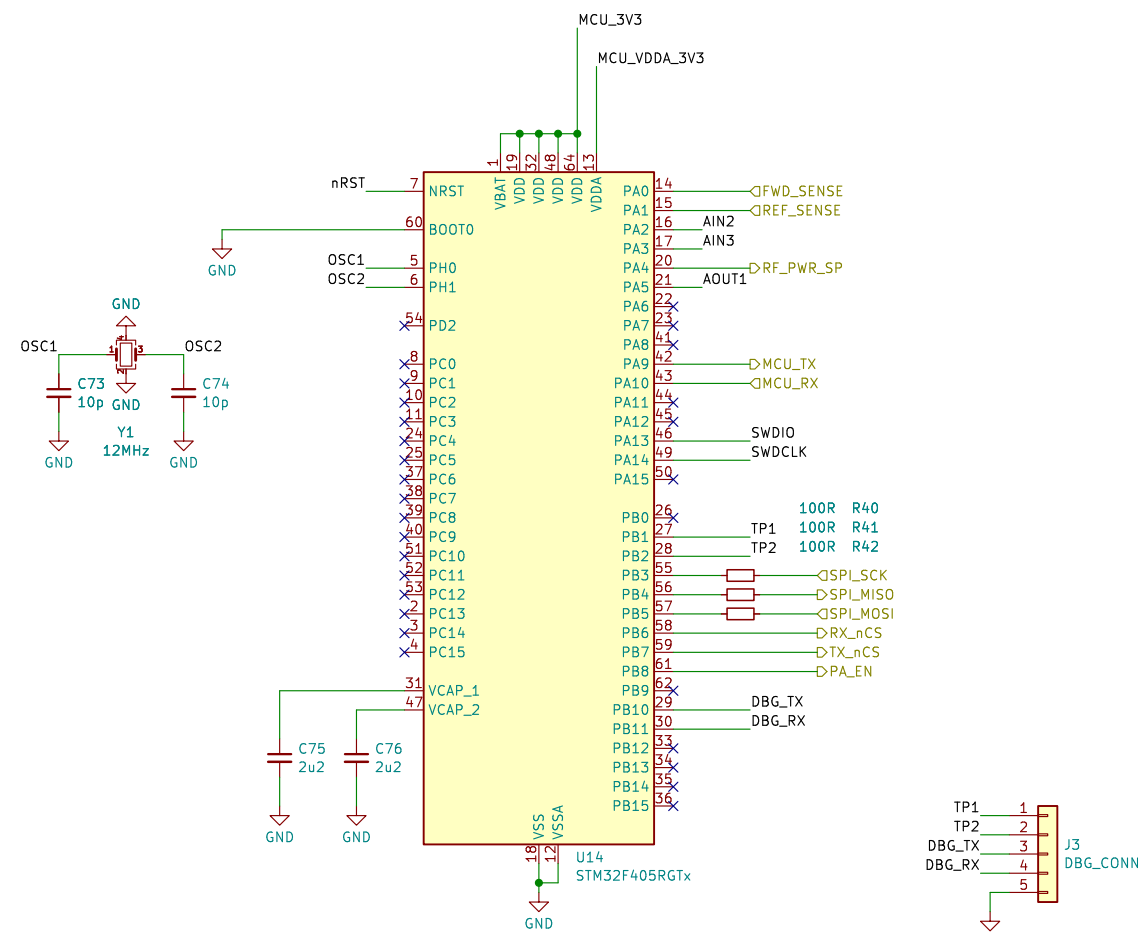 MCU_3V3
MCU_VDDA_3V3
1 19 32 48 64 13
VBAT VDD VDD VDD VDD VDDA
nRST 7 NRST
60 BOOT0
GND
OSC1 5 PH0
OSC2 6 PH1
54 PD2
8 PC0
9 PC1
10 PC2
11 PC3
24 PC4
25 PC5
37 PC6
38 PC7
39 PC8
40 PC9
51 PC10
52 PC11
53 PC12
2 PC13
3 PC14
4 PC15
31 VCAP_1
47 VCAP_2
PA0 14 FWD_SENSE
PA1 15 REF_SENSE
PA2 16 AIN2
PA3 17 AIN3
PA4 20 RF_PWR_SP
PA5 21 AOUT1
PA6 22
PA7 23
PA8 41
PA9 42 MCU_TX
PA10 43 MCU_RX
PA11 44
PA12 45
PA13 46 SWDIO
PA14 49 SWDCLK
PA15 50
PB0 26
PB1 27 TP1
PB2 28 TP2
100R R40
100R R41
100R R42
PB3 55 SPI_SCK
PB4 56 SPI_MISO
PB5 57 SPI_MOSI
PB6 58 RX_nCS
PB7 59 TX_nCS
PB8 61 PA_EN
PB9 62
PB10 29 DBG_TX
PB11 30 DBG_RX
PB12 33
PB13 34
PB14 35
PB15 36
VSS VSSA
18 12
U14
STM32F405RGTx
GND
GND
OSC1 1 4 3 OSC2
2
C73
10p
GND
C74
10p
Y1
12MHz
GND
GND
C75
2u2
GND
C76
2u2
GND
TP1 1
TP2 2
DBG_TX 3
DBG_RX 4
5
J3
DBG_CONN